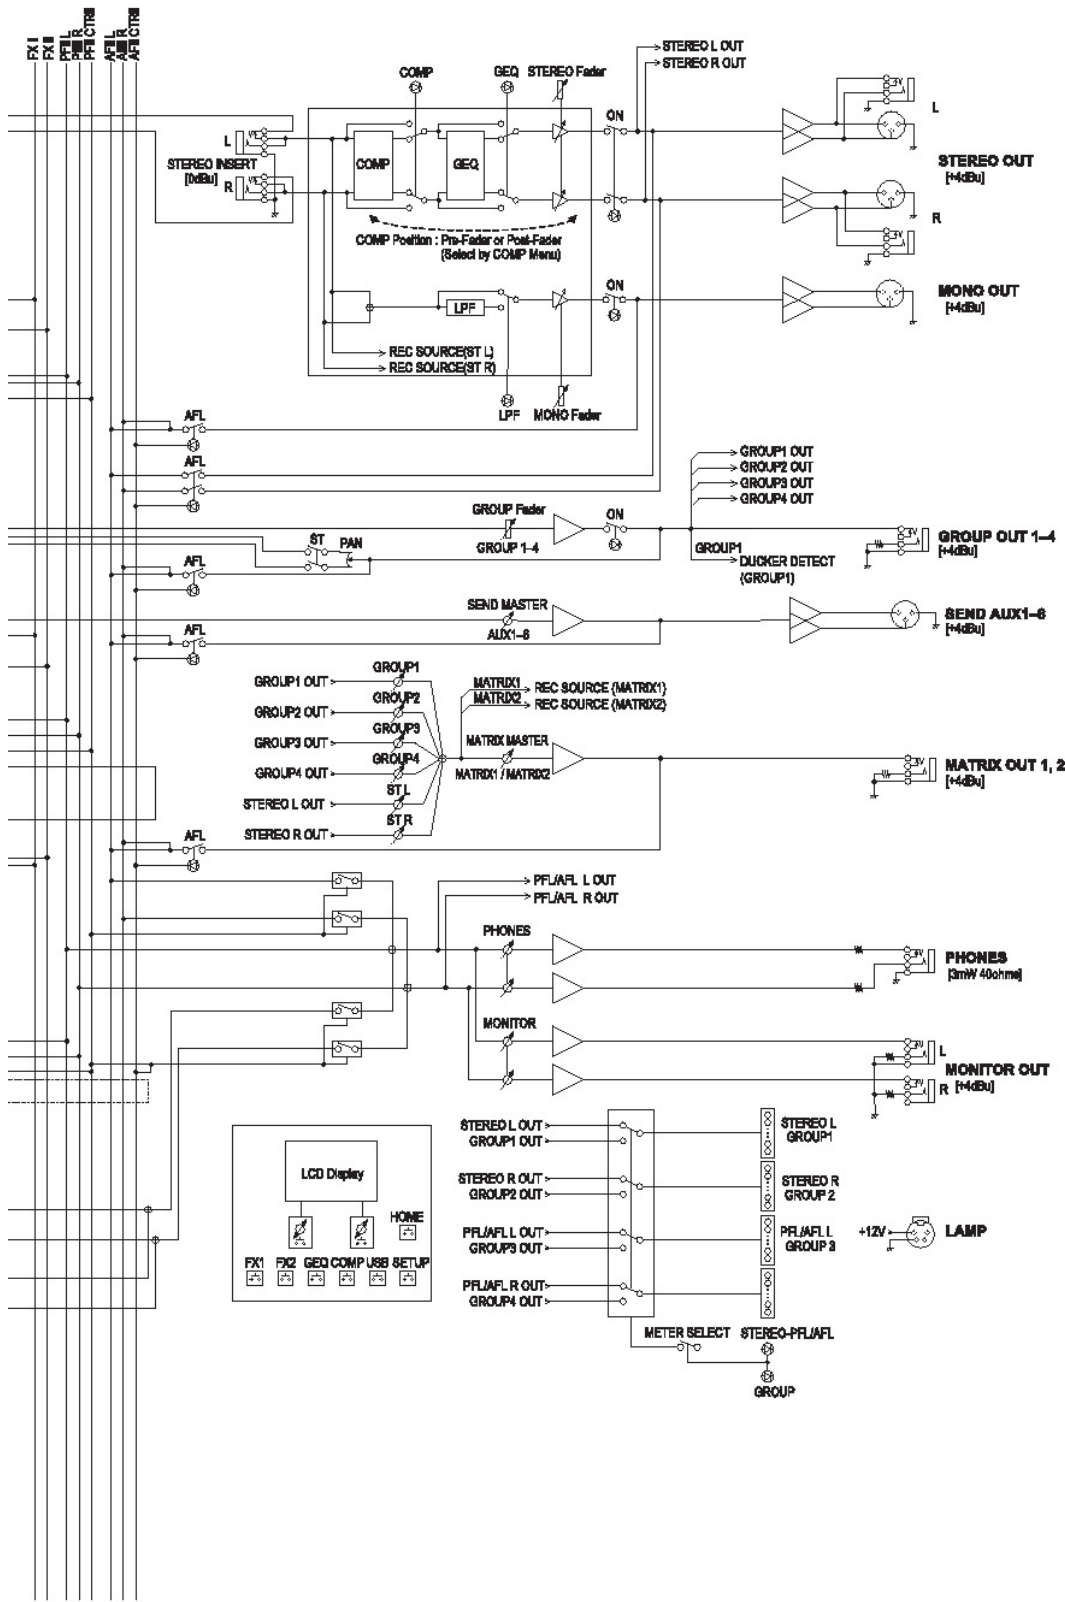 FX I
FX II
PFL L
PFL R
PFL CTRL
AFL L
AFL R
AFL CTRL
STEREO L OUT
STEREO R OUT
COMP
GEQ
STEREO Fader
ON
L
STEREO INSERT
[0dBu]
R
COMP
GEQ
COMP Position : Pre-Fader or Post-Fader
(Select by COMP Menu)
L
STEREO OUT
[+4dBu]
R
ON
LPF
MONO OUT
[+4dBu]
REC SOURCE(ST L)
REC SOURCE(ST R)
LPF
MONO Fader
AFL
AFL
GROUP1 OUT
GROUP2 OUT
GROUP3 OUT
GROUP4 OUT
GROUP Fader
ON
GROUP 1–4
ST
PAN
GROUP1
DUCKER DETECT
(GROUP1)
GROUP OUT 1–4
[+4dBu]
AFL
SEND MASTER
AUX1–6
SEND AUX1–6
[+4dBu]
AFL
GROUP1
GROUP1 OUT
GROUP2
GROUP2 OUT
GROUP3
GROUP3 OUT
GROUP4
GROUP4 OUT
ST L
STEREO L OUT
ST R
STEREO R OUT
MATRIX1
REC SOURCE (MATRIX1)
MATRIX2
REC SOURCE (MATRIX2)
MATRIX MASTER
MATRIX1 / MATRIX2
MATRIX OUT 1, 2
[+4dBu]
AFL
PFL/AFL L OUT
PFL/AFL R OUT
PHONES
PHONES
[3mW 40ohms]
MONITOR
L
MONITOR OUT
R [+4dBu]
STEREO L OUT
GROUP1 OUT
STEREO L
GROUP1
STEREO R OUT
GROUP2 OUT
STEREO R
GROUP 2
PFL/AFL L OUT
GROUP3 OUT
PFL/AFL L
GROUP 3
PFL/AFL R OUT
GROUP4 OUT
LCD Display
HOME
FX1 FX2 GEQ COMP USB SETUP
+12V
LAMP
METER SELECT
STEREO-PFL/AFL
GROUP